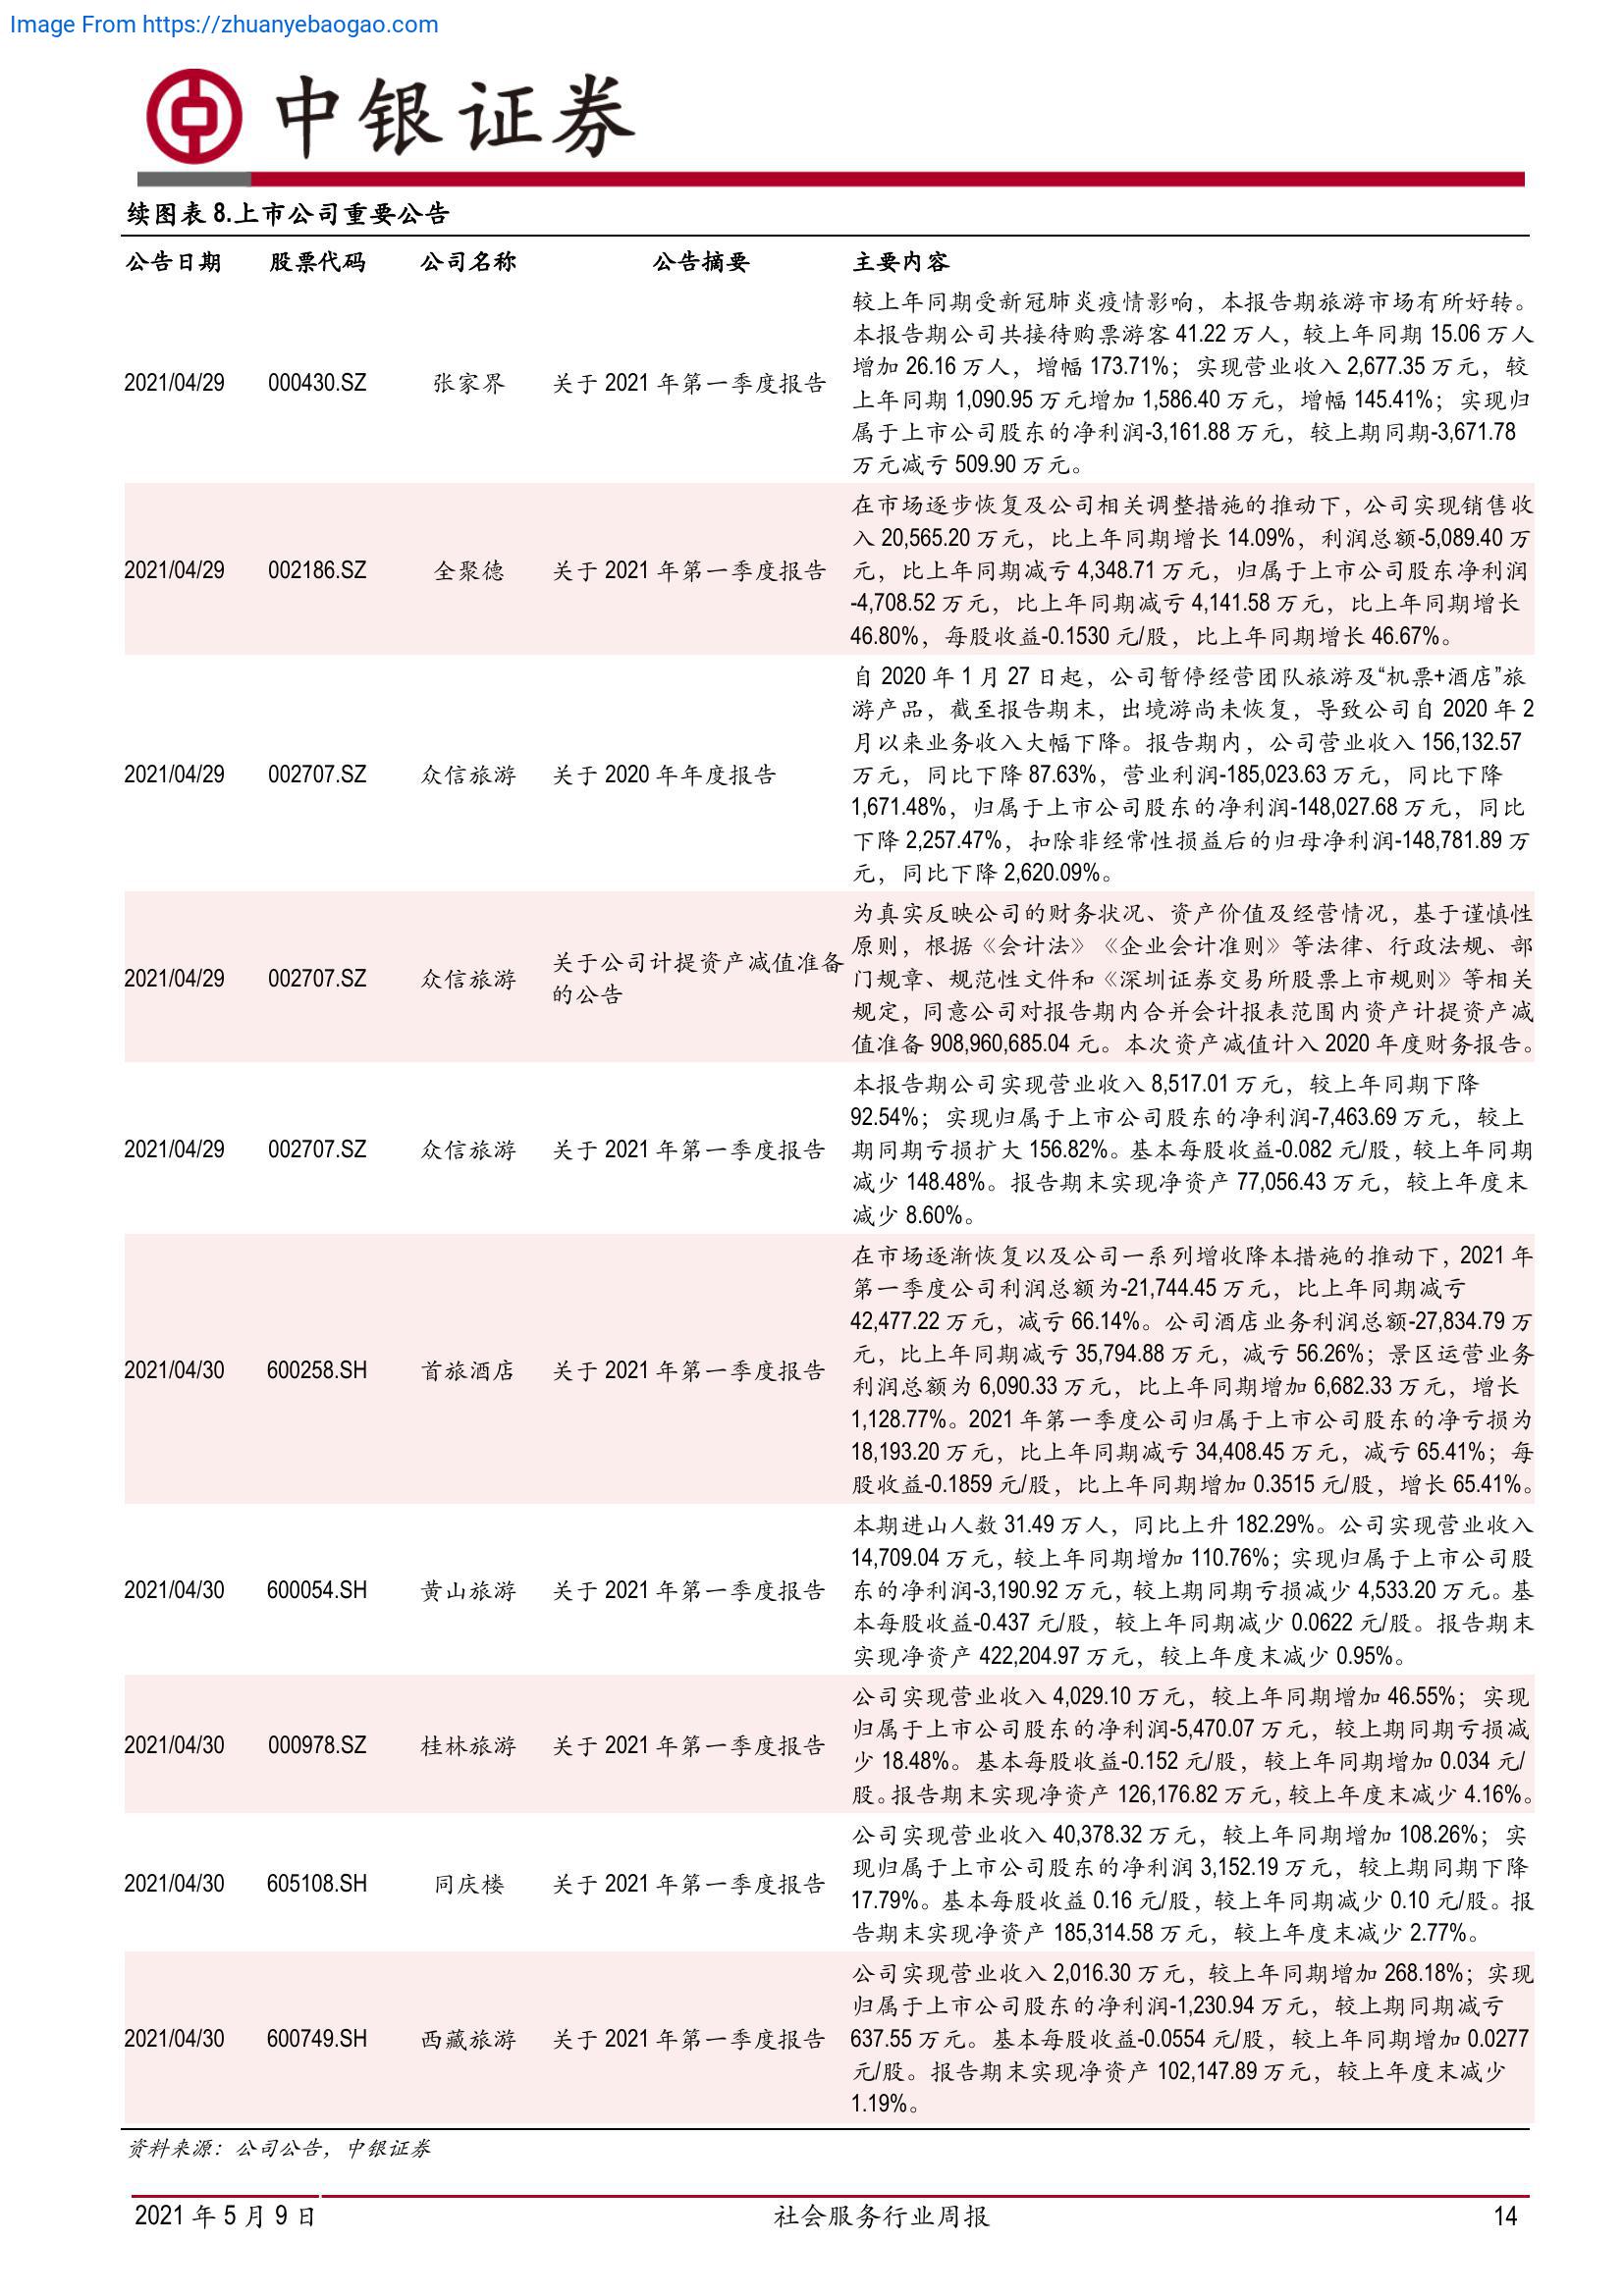 Image From https://zhuanyebaogao.com
中银证券
续图表 8.上市公司重要公告
公告日期 股票代码 公司名称 公告摘要 主要内容
2021/04/29 000430.SZ 张家界 关于 2021 年第一季度报告
较上年同期受新冠肺炎疫情影响，本报告期旅游市场有所好转。
本报告期公司共接待购票游客 41.22 万人，较上年同期 15.06 万人
增加 26.16 万人，增幅 173.71%；实现营业收入 2,677.35 万元，较
上年同期 1,090.95 万元增加 1,586.40 万元，增幅 145.41%；实现归
属于上市公司股东的净利润-3,161.88 万元，较上期同期-3,671.78
万元减亏 509.90 万元。
2021/04/29 002186.SZ 全聚德 关于 2021 年第一季度报告
在市场逐步恢复及公司相关调整措施的推动下，公司实现销售收
入 20,565.20 万元，比上年同期增长 14.09%，利润总额-5,089.40 万
元，比上年同期减亏 4,348.71 万元，归属于上市公司股东净利润
-4,708.52 万元，比上年同期减亏 4,141.58 万元，比上年同期增长
46.80%，每股收益-0.1530 元/股，比上年同期增长 46.67%。
2021/04/29 002707.SZ 众信旅游 关于 2020 年年度报告
自 2020 年 1 月 27 日起，公司暂停经营团队旅游及“机票+酒店”旅
游产品，截至报告期末，出境游尚未恢复，导致公司自 2020 年 2
月以来业务收入大幅下降。报告期内，公司营业收入 156,132.57
万元，同比下降 87.63%，营业利润-185,023.63 万元，同比下降
1,671.48%，归属于上市公司股东的净利润-148,027.68 万元，同比
下降 2,257.47%，扣除非经常性损益后的归母净利润-148,781.89 万
元，同比下降 2,620.09%。
2021/04/29 002707.SZ 众信旅游 关于公司计提资产减值准备
的公告
为真实反映公司的财务状况、资产价值及经营情况，基于谨慎性
原则，根据《会计法》《企业会计准则》等法律、行政法规、部
门规章、规范性文件和《深圳证券交易所股票上市规则》等相关
规定，同意公司对报告期内合并会计报表范围内资产计提资产减
值准备 908,960,685.04 元。本次资产减值计入 2020 年度财务报告。
2021/04/29 002707.SZ 众信旅游 关于 2021 年第一季度报告
本报告期公司实现营业收入 8,517.01 万元，较上年同期下降
92.54%；实现归属于上市公司股东的净利润-7,463.69 万元，较上
期同期亏损扩大 156.82%。基本每股收益-0.082 元/股，较上年同期
减少 148.48%。报告期末实现净资产 77,056.43 万元，较上年度末
减少 8.60%。
2021/04/30 600258.SH 首旅酒店 关于 2021 年第一季度报告
在市场逐渐恢复以及公司一系列增收降本措施的推动下，2021 年
第一季度公司利润总额为-21,744.45 万元，比上年同期减亏
42,477.22 万元，减亏 66.14%。公司酒店业务利润总额-27,834.79 万
元，比上年同期减亏 35,794.88 万元，减亏 56.26%；景区运营业务
利润总额为 6,090.33 万元，比上年同期增加 6,682.33 万元，增长
1,128.77%。2021 年第一季度公司归属于上市公司股东的净亏损为
18,193.20 万元，比上年同期减亏 34,408.45 万元，减亏 65.41%；每
股收益-0.1859 元/股，比上年同期增加 0.3515 元/股，增长 65.41%。
2021/04/30 600054.SH 黄山旅游 关于 2021 年第一季度报告
本期进山人数 31.49 万人，同比上升 182.29%。公司实现营业收入
14,709.04 万元，较上年同期增加 110.76%；实现归属于上市公司股
东的净利润-3,190.92 万元，较上期同期亏损减少 4,533.20 万元。基
本每股收益-0.437 元/股，较上年同期减少 0.0622 元/股。报告期末
实现净资产 422,204.97 万元，较上年度末减少 0.95%。
2021/04/30 000978.SZ 桂林旅游 关于 2021 年第一季度报告
公司实现营业收入 4,029.10 万元，较上年同期增加 46.55%；实现
归属于上市公司股东的净利润-5,470.07 万元，较上期同期亏损减
少 18.48%。基本每股收益-0.152 元/股，较上年同期增加 0.034 元/
股。报告期末实现净资产 126,176.82 万元，较上年度末减少 4.16%。
2021/04/30 605108.SH 同庆楼 关于 2021 年第一季度报告
公司实现营业收入 40,378.32 万元，较上年同期增加 108.26%；实
现归属于上市公司股东的净利润 3,152.19 万元，较上期同期下降
17.79%。基本每股收益 0.16 元/股，较上年同期减少 0.10 元/股。报
告期末实现净资产 185,314.58 万元，较上年度末减少 2.77%。
2021/04/30 600749.SH 西藏旅游 关于 2021 年第一季度报告
公司实现营业收入 2,016.30 万元，较上年同期增加 268.18%；实现
归属于上市公司股东的净利润-1,230.94 万元，较上期同期减亏
637.55 万元。基本每股收益-0.0554 元/股，较上年同期增加 0.0277
元/股。报告期末实现净资产 102,147.89 万元，较上年度末减少
1.19%。
资料来源：公司公告，中银证券
2021 年 5 月 9 日 社会服务行业周报 14